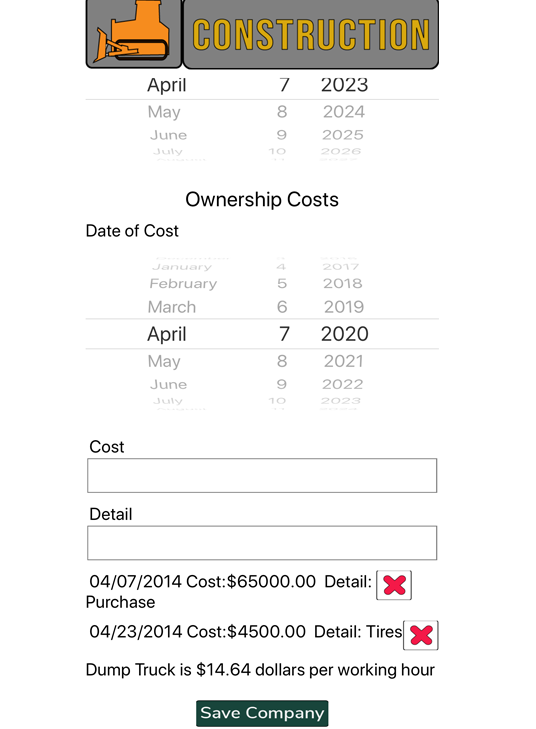 CONSTRUCTION
April 7 2023
May 8 2024
June 9 2025
July 10 2026
Ownership Costs
Date of Cost
January 4 2017
February 5 2018
March 6 2019
April 7 2020
May 8 2021
June 9 2022
July 10 2023
Cost
Detail
04/07/2014 Cost:$65000.00 Detail:
Purchase
04/23/2014 Cost:$4500.00 Detail: Tires
Dump Truck is $14.64 dollars per working hour
Save Company